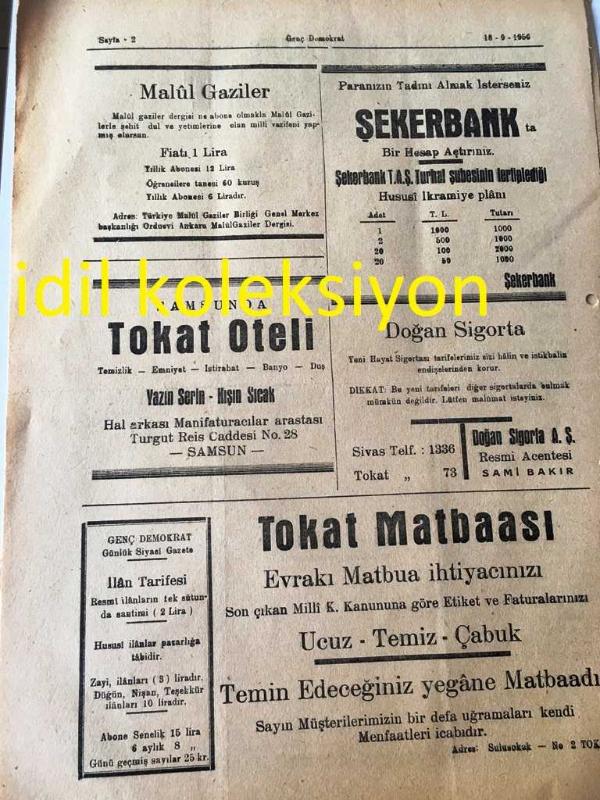 Sayfa - 2
Genç Demokrat
18 - 9 - 1956
Malûl Gaziler
Malûl gaziler dergisi ne abone olmakla Malûl Gazi-
lerle şehit dul ve yetimlerine olan milli vazifeni yap-
mış olursun.
Fiatı 1 Lira
Yıllık Abonesi 12 Lira
Öğrencilere tanesi 60 kuruş
Yıllık Abonesi 6 Liradır.
Adres: Türkiye Malûl Gaziler Birliği Genel Merkez
başkanlığı Orduevi Ankara MalûlGaziler Dergisi.
Paranızın Tadını Almak İsterseniz
ŞEKERBANK ta
Bir Hesap Açtırınız.
Şekerbank T.A.Ş. turhal şubesinin tertiplediği
Hususî İkramiye plânı
Adet T. L. Tutarı
1 1000 1000
2 500 1000
20 100 2000
20 50 1000
Şekerbank
idil koleksiyon
SAMSUNDA
Tokat Oteli
Temizlik — Emniyet — İstirahat — Banyo — Duş
Yazın Serin - Kışın Sıcak
Hal arkası Manifaturacılar arastası
Turgut Reis Caddesi No. 28
— SAMSUN —
Doğan Sigorta
Yeni Hayat Sigortası tarifelerimiz sizi hâlin ve istikbalin
endişelerinden korur.
DİKKAT: Bu yeni tarifeleri diğer sigortalarda bulmak
mümkün değildir. Lütfen malûmat isteyiniz.
Sivas Telf. : 1336
Tokat „ 73
Doğan Sigorta A. Ş.
Resmi Acentesi
SAMİ BAKIR
GENÇ DEMOKRAT
Günlük Siyasî Gazete
İlân Tarifesi
Resmî ilânların tek sütun-
da santimi ( 2 Lira )
Hususî ilânlar pazarlığa
tâbidir.
Zayi, ilânları ( 3 ) liradır.
Düğün, Nişan, Teşekkür
ilânları 10 liradır.
Abone Senelik 15 lira
6 aylık 8 „
Günü geçmiş sayılar 25 kr.
Tokat Matbaası
Evrakı Matbua ihtiyacınızı
Son çıkan Millî K. Kanununa göre Etiket ve Faturalarınızı
Ucuz - Temiz - Çabuk
Temin Edeceğiniz yegâne Matbaadı
Sayın Müşterilerimizin bir defa uğramaları kendi
Menfaatleri icabıdır.
Adres: Sulusokak — No 2 TOK